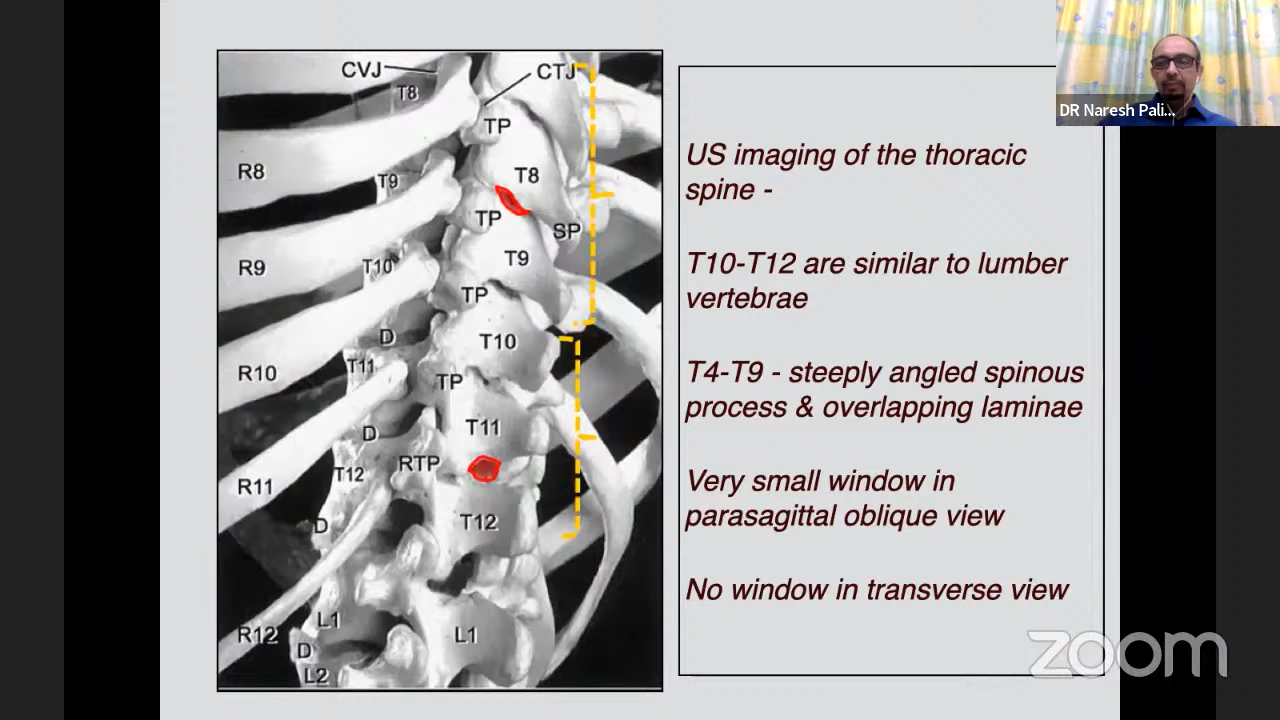 CVJ
CTJ
T8
TP
R8
T8
T9
TP
SP
R9
T9
T10
TP
D
T10
R10
T11
TP
T11
D
RTP
T12
R11
T12
D
L1
R12
L1
D
L2
US imaging of the thoracic
spine -
T10-T12 are similar to lumber
vertebrae
T4-T9 - steeply angled spinous
process & overlapping laminae
Very small window in
parasagittal oblique view
No window in transverse view
DR Naresh Pali...
zoom